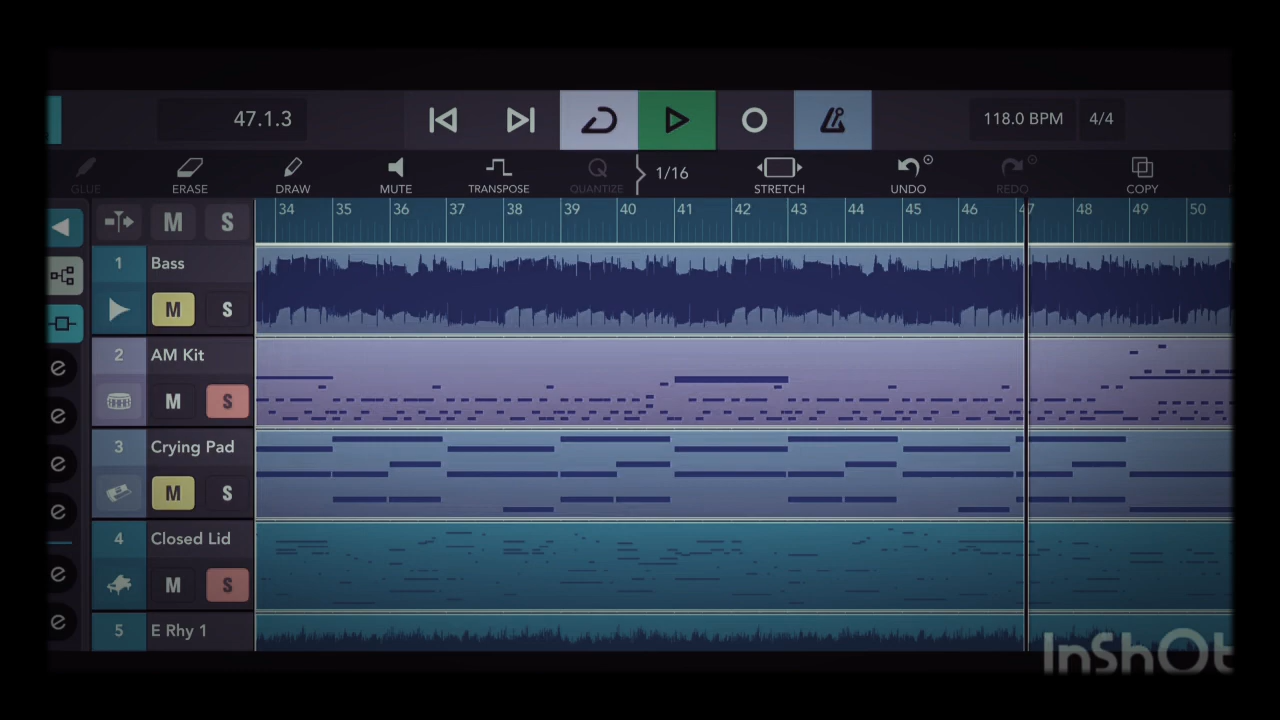 47.1.3 118.0 BPM 4/4
GLUE ERASE DRAW MUTE TRANSPOSE Q QUANTIZE 1/16 STRETCH UNDO REDO COPY
M S 34 35 36 37 38 39 40 41 42 43 44 45 46 47 48 49 50
1 Bass
M S
2 AM Kit
M S
3 Crying Pad
M S
4 Closed Lid
M S
5 E Rhy 1
e
e
e
e
e
e
InShOt